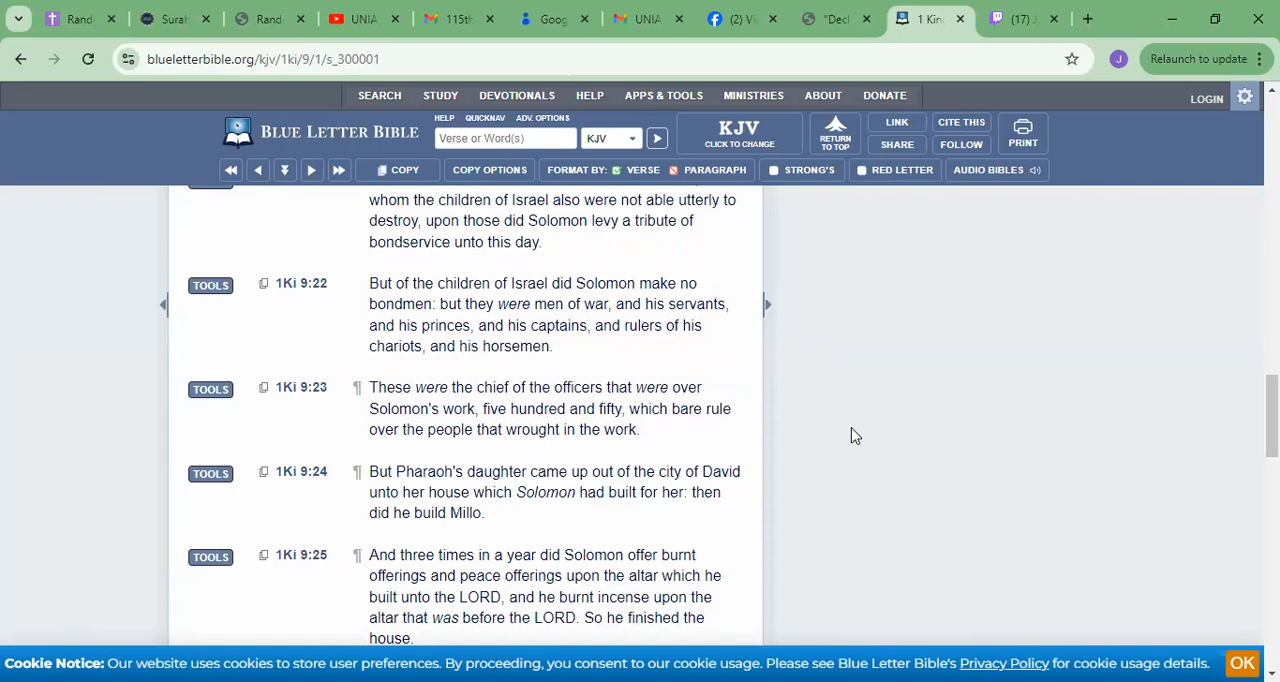 Rand
Surah
Rand
UNIA
115th
Goog
UNIA
(2) Vi
"Decl
1 Kin
(17) J
blueletterbible.org/kjv/1ki/9/1/s_300001
J
Relaunch to update
SEARCH STUDY DEVOTIONALS HELP APPS & TOOLS MINISTRIES ABOUT DONATE
LOGIN
BLUE LETTER BIBLE
HELP QUICKNAV ADV. OPTIONS
Verse or Word(s)
KJV
KJV
CLICK TO CHANGE
RETURN
TO TOP
LINK
CITE THIS
SHARE
FOLLOW
PRINT
COPY COPY OPTIONS FORMAT BY: VERSE PARAGRAPH STRONG'S RED LETTER AUDIO BIBLES
whom the children of Israel also were not able utterly to
destroy, upon those did Solomon levy a tribute of
bondservice unto this day.
TOOLS 1Ki 9:22 But of the children of Israel did Solomon make no
bondmen: but they were men of war, and his servants,
and his princes, and his captains, and rulers of his
chariots, and his horsemen.
TOOLS 1Ki 9:23 ¶ These were the chief of the officers that were over
Solomon's work, five hundred and fifty, which bare rule
over the people that wrought in the work.
TOOLS 1Ki 9:24 ¶ But Pharaoh's daughter came up out of the city of David
unto her house which Solomon had built for her: then
did he build Millo.
TOOLS 1Ki 9:25 ¶ And three times in a year did Solomon offer burnt
offerings and peace offerings upon the altar which he
built unto the LORD, and he burnt incense upon the
altar that was before the LORD. So he finished the
house.
Cookie Notice: Our website uses cookies to store user preferences. By proceeding, you consent to our cookie usage. Please see Blue Letter Bible's Privacy Policy for cookie usage details. OK